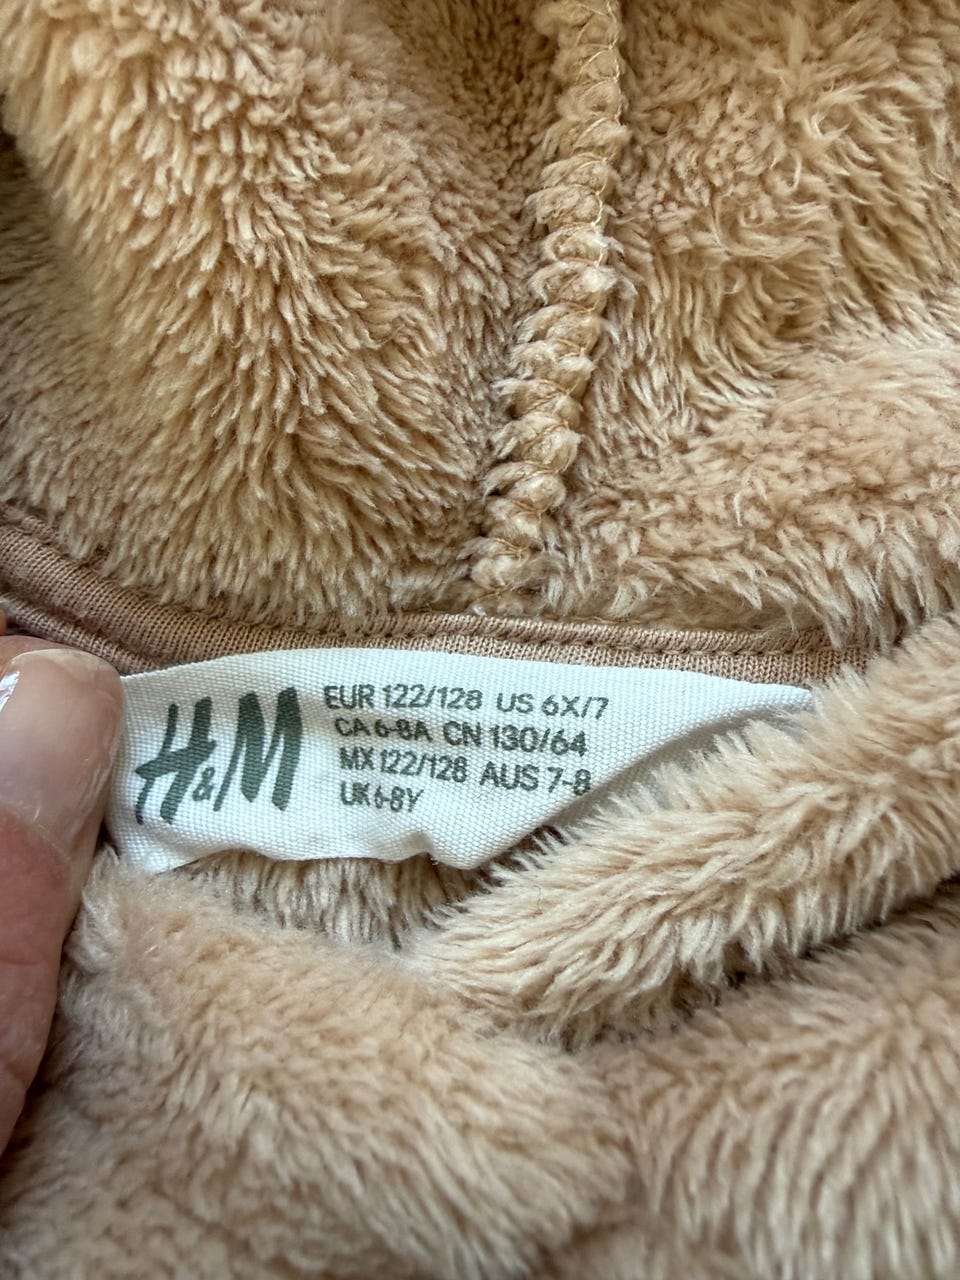 H&M
EUR 122/128 US 6X/7
CA 6-8A CN 130/64
MX 122/128 AUS 7-8
UK 6-8Y